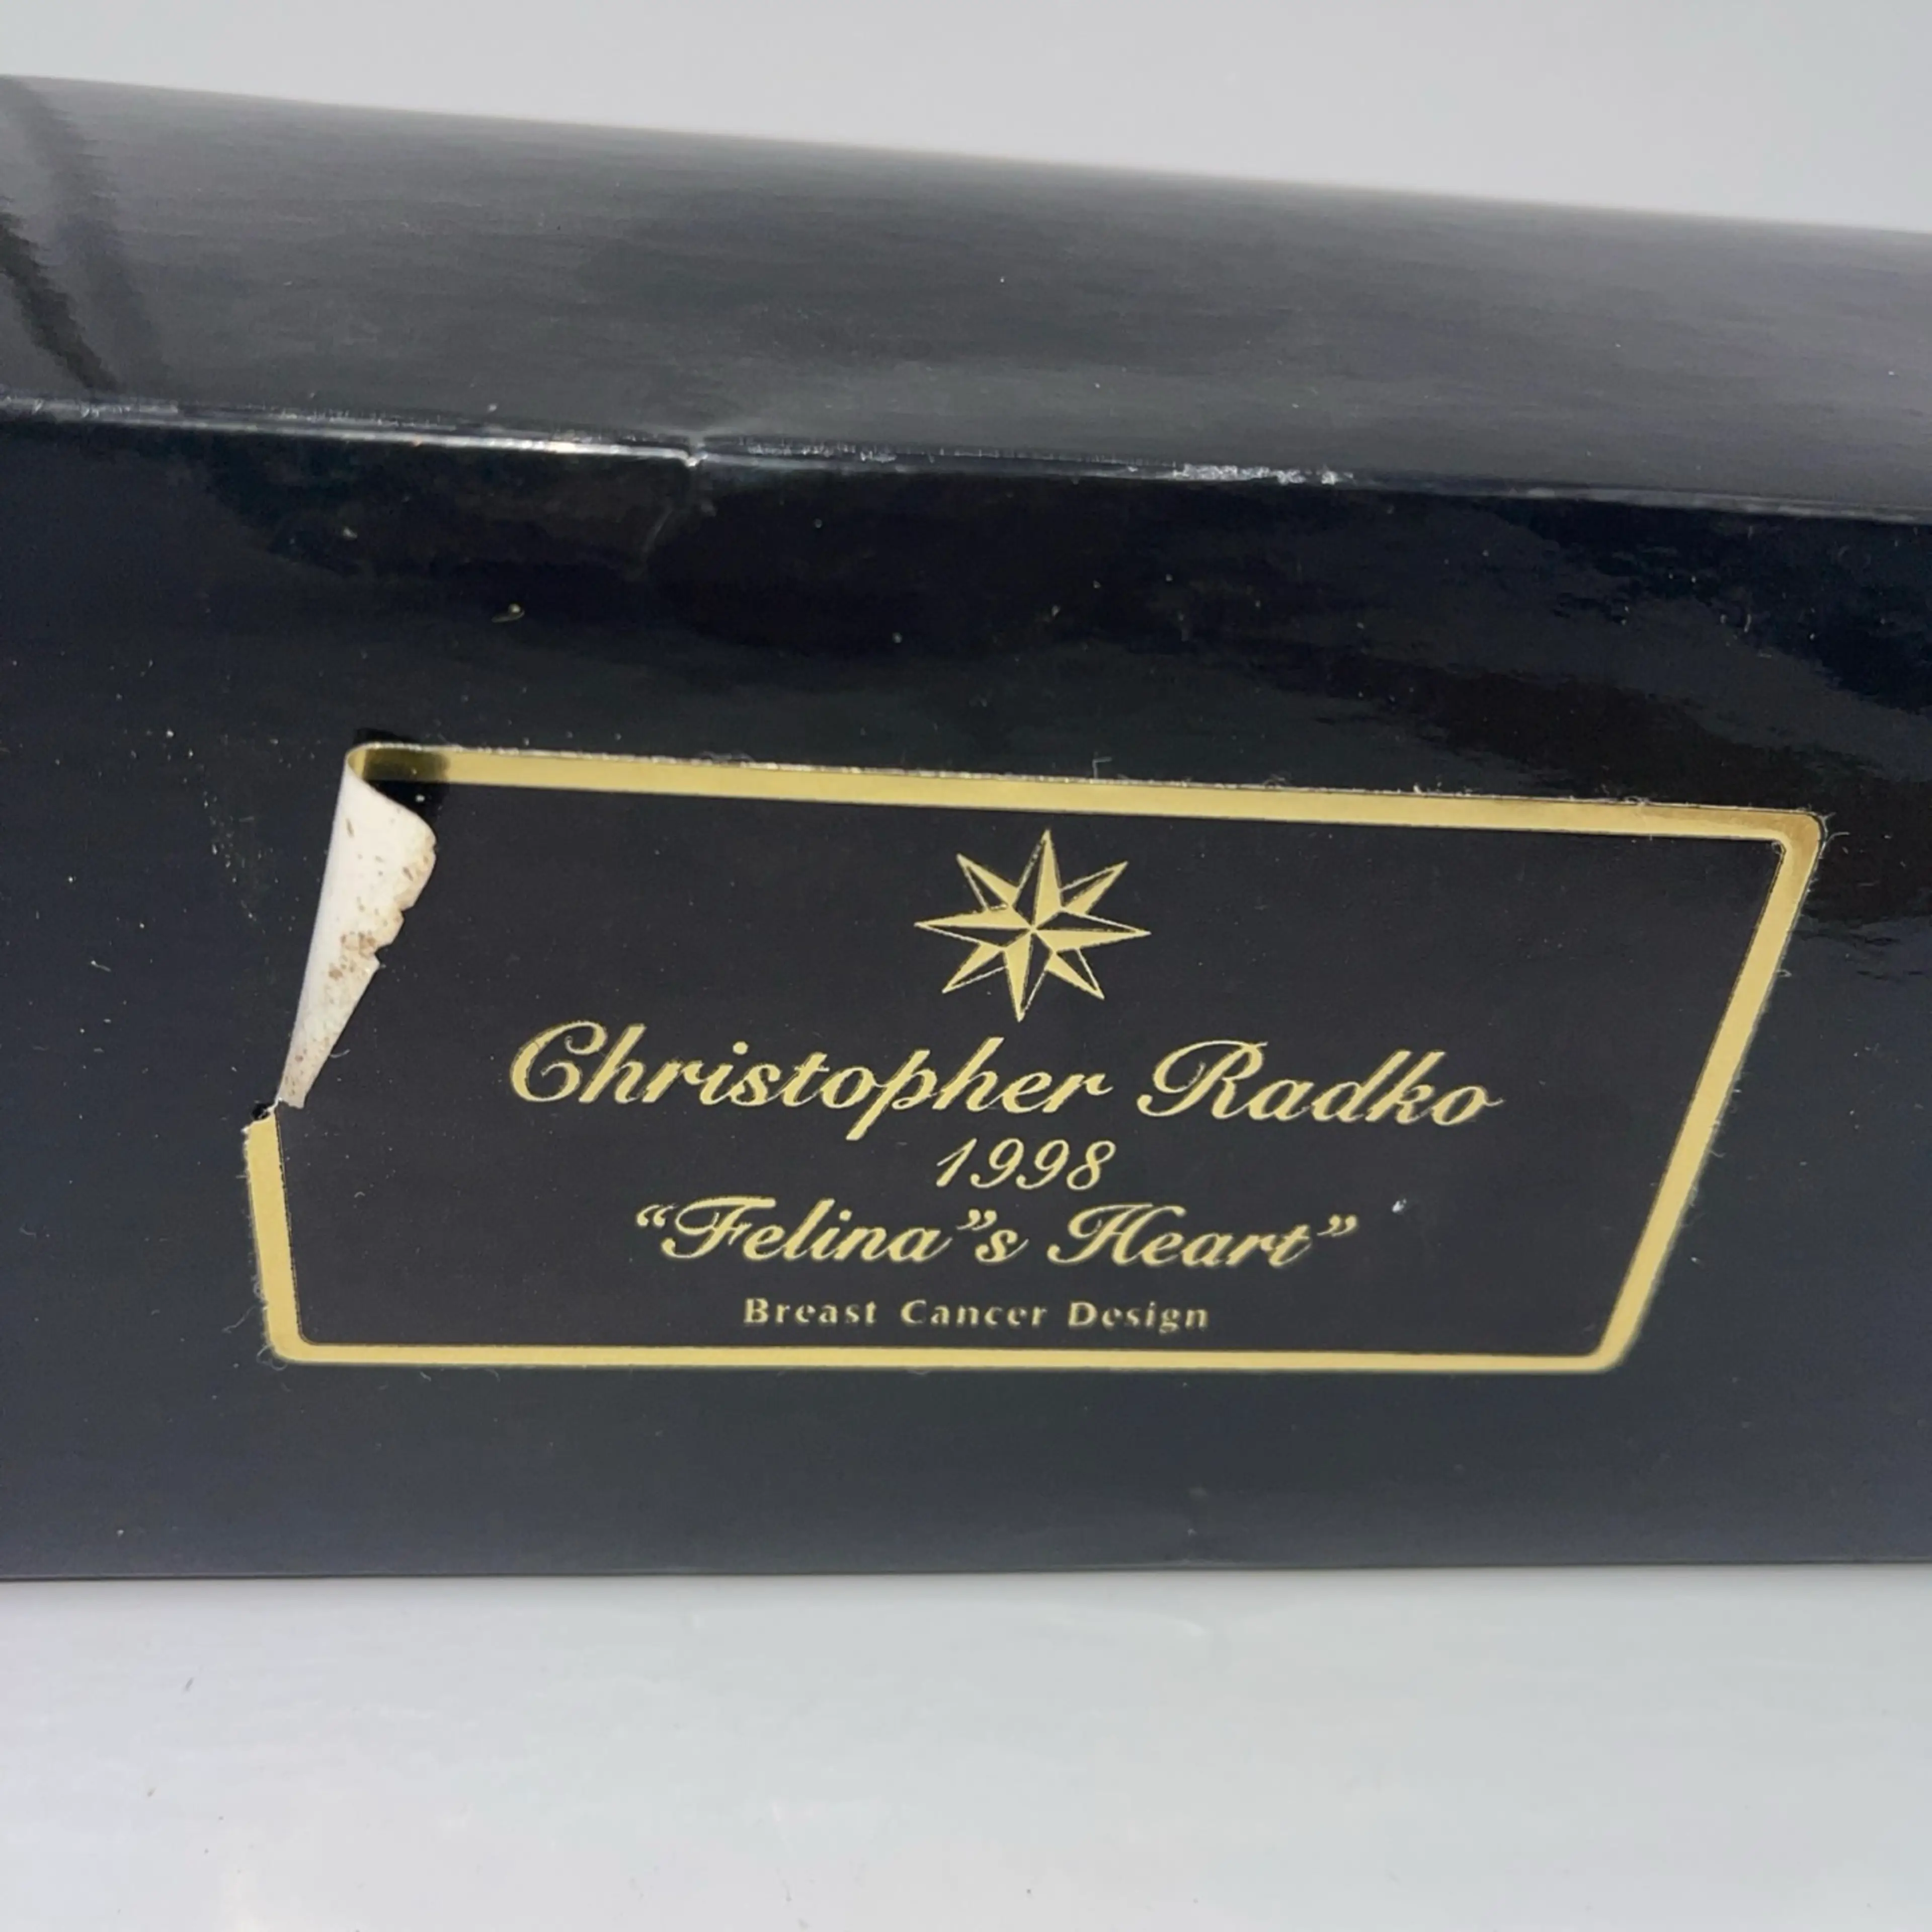 Christopher Radko
1998
“Felina”s Heart”
Breast Cancer Design